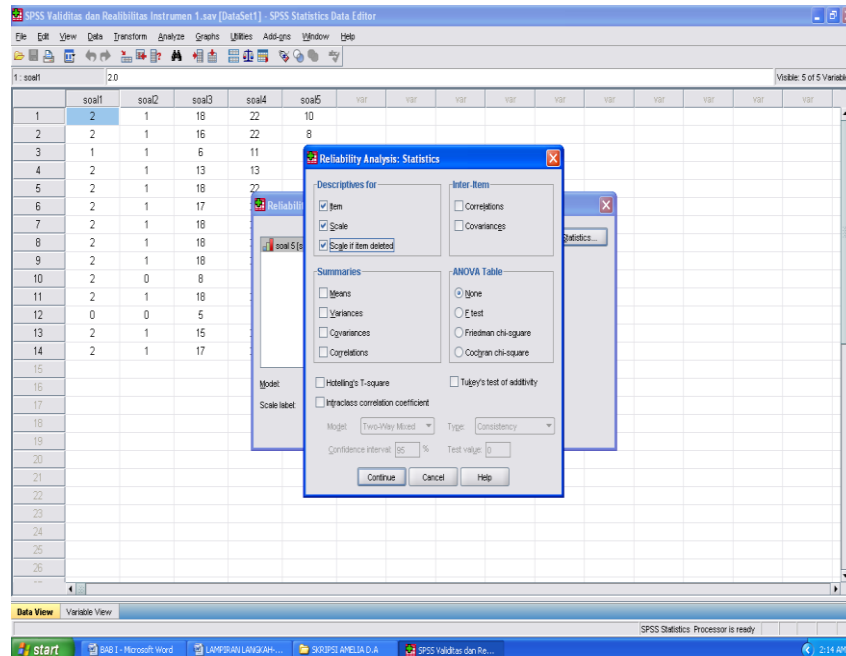 SPSS Validitas dan Realibilitas Instrumen 1.sav [DataSet1] - SPSS Statistics Data Editor
File Edit View Data Transform Analyze Graphs Utilities Add-ons Window Help
1 : soal1 2.0 Visible: 5 of 5 Variable
soal1 soal2 soal3 soal4 soal5 var var var var var var var var var
1 2 1 18 22 10
2 2 1 16 22 8
3 1 1 6 11
4 2 1 13 13
5 2 1 18 22
6 2 1 17
7 2 1 18
8 2 1 18
9 2 1 18
10 2 0 8
11 2 1 18
12 0 0 5
13 2 1 15
14 2 1 17
15
16
17
18
19
20
21
22
23
24
25
26
Reliabilit
soal 5 [s
Statistics...
Model:
Scale label:
Reliability Analysis: Statistics
Descriptives for
Item
Scale
Scale if item deleted
Inter-Item
Correlations
Covariances
Summaries
Means
Variances
Covariances
Correlations
ANOVA Table
None
F test
Friedman chi-square
Cochran chi-square
Hotelling's T-square
Tukey's test of additivity
Intraclass correlation coefficient
Model: Two-Way Mixed Type: Consistency
Confidence interval: 95 % Test value: 0
Continue Cancel Help
Data View Variable View
SPSS Statistics Processor is ready
start BAB I - Microsoft Word LAMPIRAN LANGKAH-... SKRIPSI AMELIA D.A SPSS Validitas dan Re... 2:14 AM